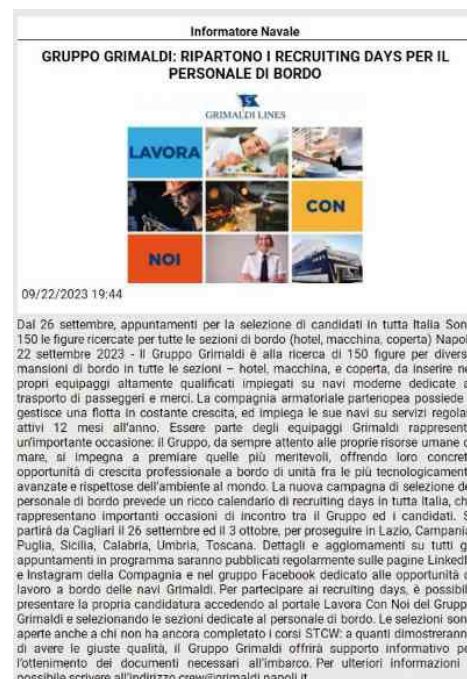 Informatore Navale
GRUPPO GRIMALDI: RIPARTONO I RECRUITING DAYS PER IL
PERSONALE DI BORDO
GRIMALDI LINES
LAVORA
CON
NOI
09/22/2023 19:44
Dal 26 settembre, appuntamenti per la selezione di candidati in tutta Italia Son
150 le figure ricercate per tutte le sezioni di bordo (hotel, macchina, coperta) Napol
22 settembre 2023 - Il Gruppo Grimaldi è alla ricerca di 150 figure per divers
mansioni di bordo in tutte le sezioni – hotel, macchina, e coperta, da inserire ne
propri equipaggi altamente qualificati impiegati su navi moderne dedicate a
trasporto di passeggeri e merci. La compagnia armatoriale partenopea possiede
gestisce una flotta in costante crescita, ed impiega le sue navi su servizi regola
attivi 12 mesi all'anno. Essere parte degli equipaggi Grimaldi rappresent
un'importante occasione: il Gruppo, da sempre attento alle proprie risorse umane d
mare, si impegna a premiare quelle più meritevoli, offrendo loro concret
opportunità di crescita professionale a bordo di unità fra le più tecnologicament
avanzate e rispettose dell'ambiente al mondo. La nuova campagna di selezione de
personale di bordo prevede un ricco calendario di recruiting days in tutta Italia, ch
rappresentano importanti occasioni di incontro tra il Gruppo ed i candidati. S
partirà da Cagliari il 26 settembre ed il 3 ottobre, per proseguire in Lazio, Campania
Puglia, Sicilia, Calabria, Umbria, Toscana. Dettagli e aggiornamenti su tutti g
appuntamenti in programma saranno pubblicati regolarmente sulle pagine LinkedI
e Instagram della Compagnia e nel gruppo Facebook dedicato alle opportunità d
lavoro a bordo delle navi Grimaldi. Per partecipare ai recruiting days, è possibil
presentare la propria candidatura accedendo al portale Lavora Con Noi del Grupp
Grimaldi e selezionando le sezioni dedicate al personale di bordo. Le selezioni son
aperte anche a chi non ha ancora completato i corsi STCW: a quanti dimostrerann
di avere le giuste qualità, il Gruppo Grimaldi offrirà supporto informativo pe
l'ottenimento dei documenti necessari all'imbarco. Per ulteriori informazioni
possibile scrivere all'indirizzo crew@grimaldi.napoli.it